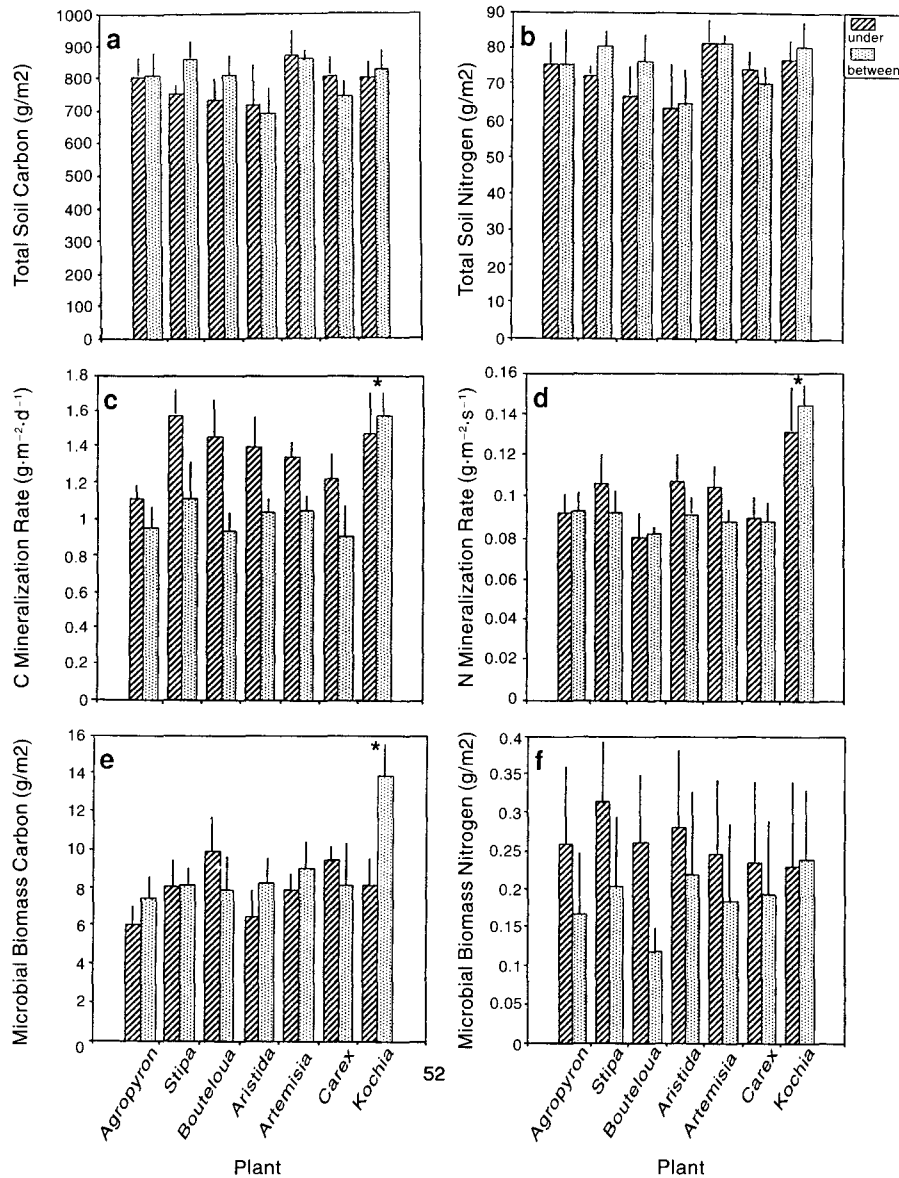 a
Total Soil Carbon (g/m2)
1000
900
800
700
600
500
400
300
200
100
0
b
Total Soil Nitrogen (g/m2)
90
80
70
60
50
40
30
20
10
0
under
between
c
C Mineralization Rate (g·m⁻²·d⁻¹)
1.8
1.6
1.4
1.2
1
0.8
0.6
0.4
0.2
0
*
d
N Mineralization Rate (g·m⁻²·s⁻¹)
0.16
0.14
0.12
0.1
0.08
0.06
0.04
0.02
0
*
e
Microbial Biomass Carbon (g/m2)
16
14
12
10
8
6
4
2
0
*
f
Microbial Biomass Nitrogen (g/m2)
0.4
0.35
0.3
0.25
0.2
0.15
0.1
0.05
0
Agropyron
Stipa
Bouteloua
Aristida
Artemisia
Carex
Kochia
52
Agropyron
Stipa
Bouteloua
Aristida
Artemisia
Carex
Kochia
Plant
Plant